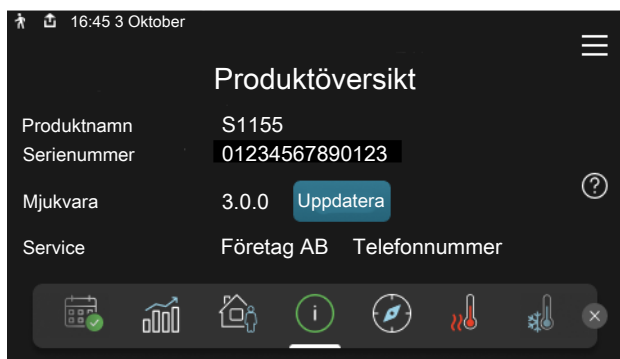 16:45 3 Oktober
Produktöversikt
Produktnamn S1155
Serienummer 01234567890123
Mjukvara 3.0.0 Uppdatera
Service Företag AB Telefonnummer